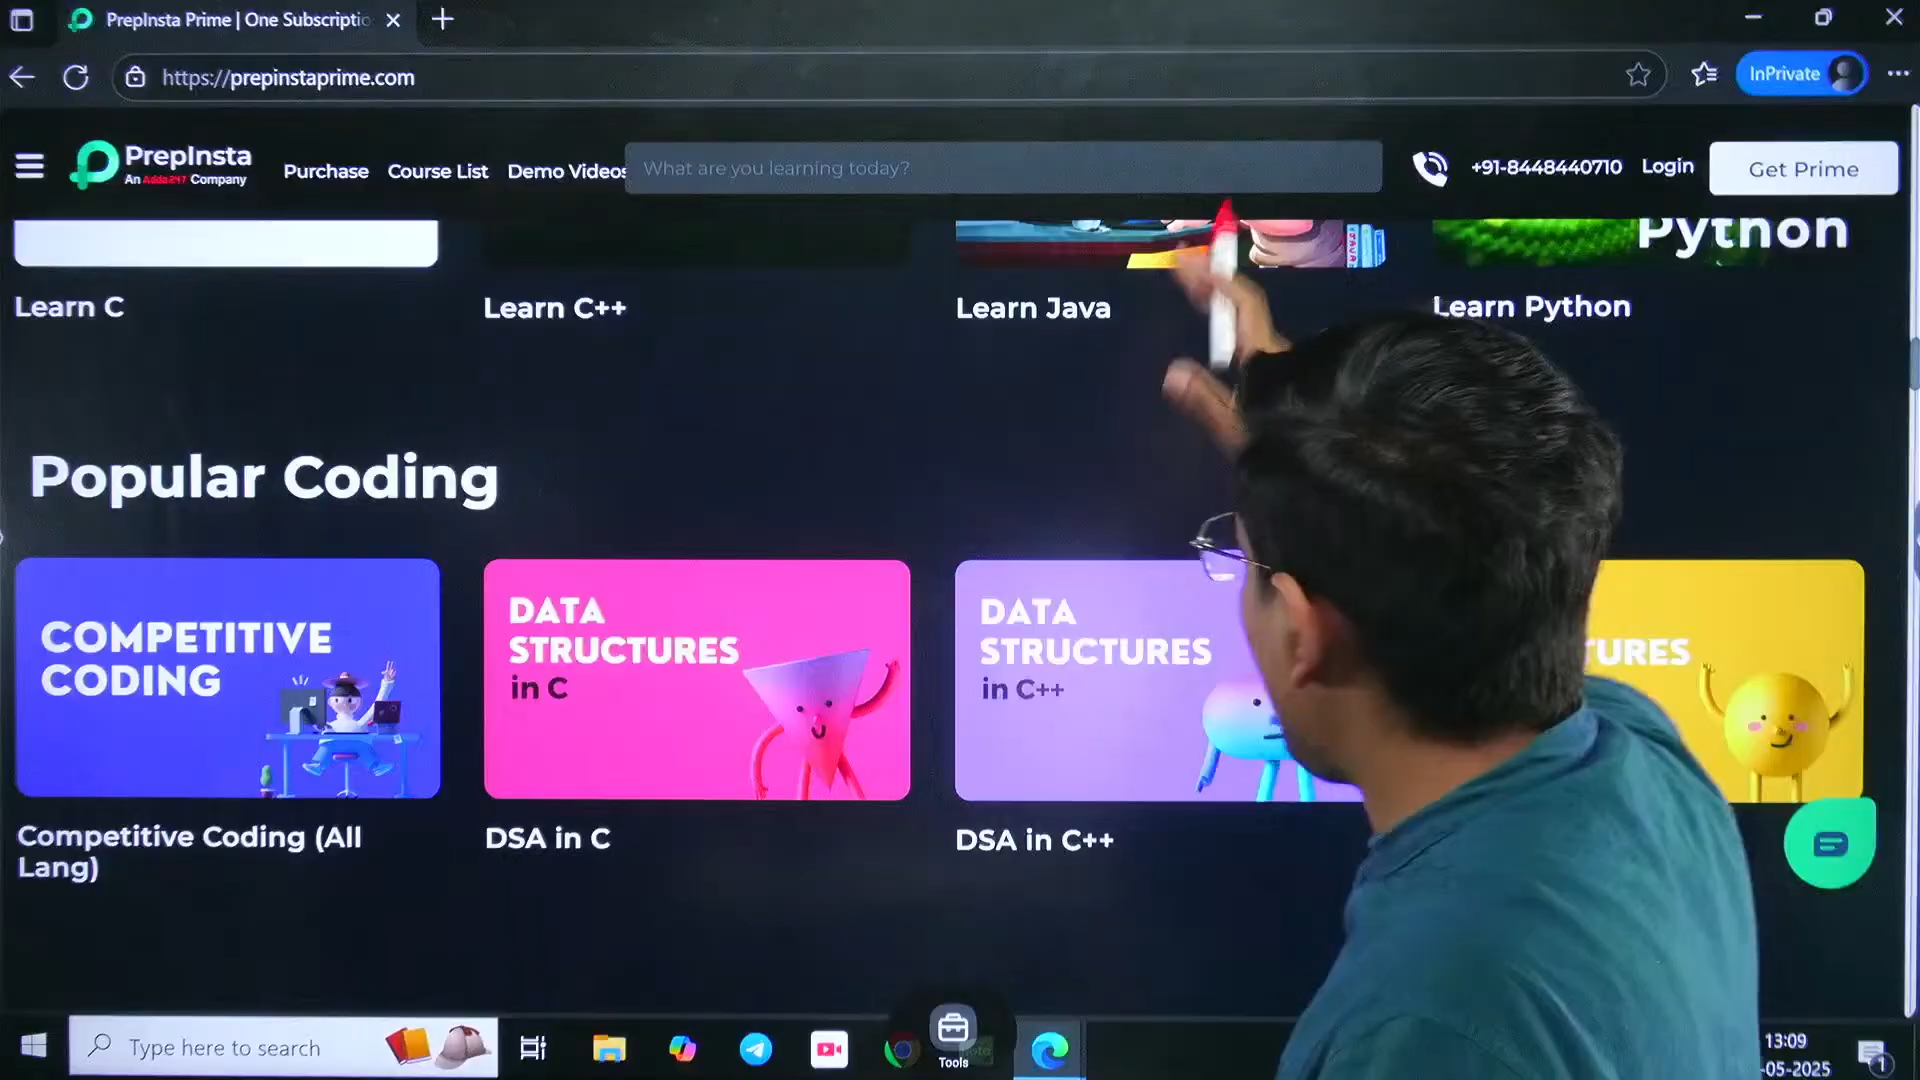 PrepInsta Prime | One Subscriptio
https://prepinstaprime.com
InPrivate
PrepInsta
An Adda247 Company
Purchase
Course List
Demo Videos
What are you learning today?
+91-8448440710
Login
Get Prime
Python
JAVA
Learn C
Learn C++
Learn Java
Learn Python
Popular Coding
COMPETITIVE
CODING
DATA
STRUCTURES
in C
DATA
STRUCTURES
in C++
TURES
Competitive Coding (All
Lang)
DSA in C
DSA in C++
Type here to search
Tools
13:09
-05-2025
1